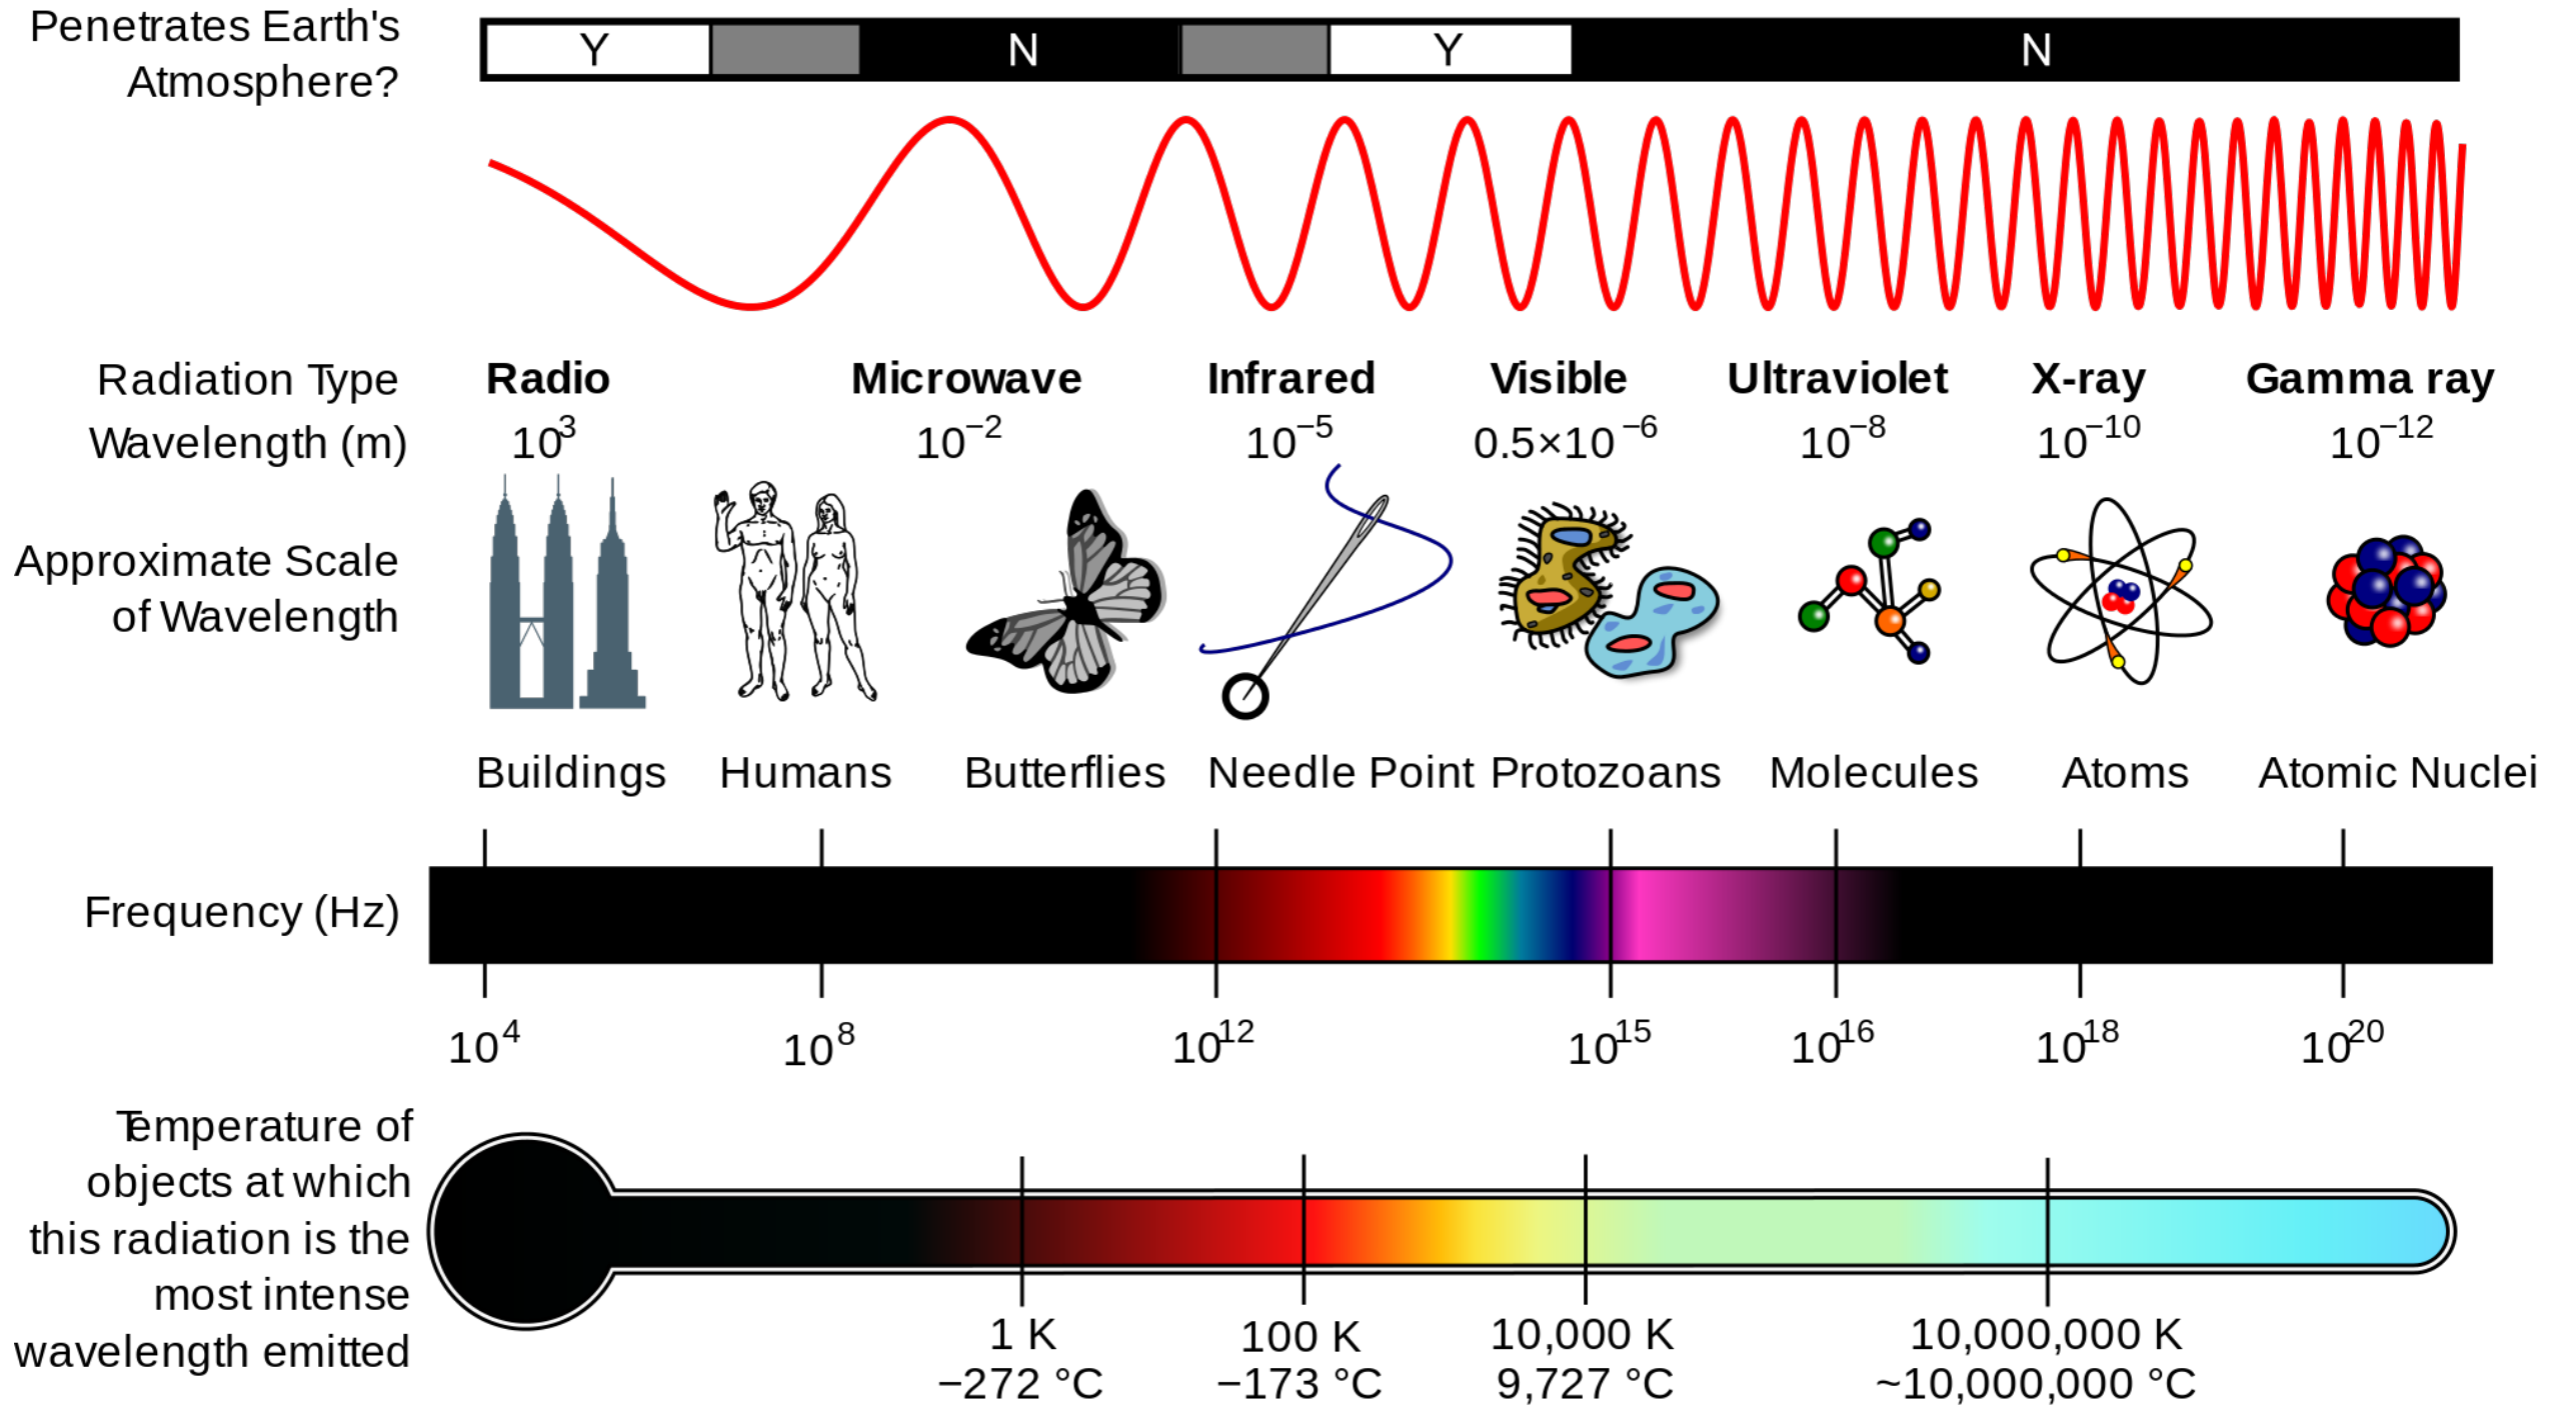 Penetrates Earth's
Atmosphere?
Y N Y N
Radiation Type
Radio Microwave Infrared Visible Ultraviolet X-ray Gamma ray
Wavelength (m)
10³ 10⁻² 10⁻⁵ 0.5×10⁻⁶ 10⁻⁸ 10⁻¹⁰ 10⁻¹²
Approximate Scale
of Wavelength
Buildings Humans Butterflies Needle Point Protozoans Molecules Atoms Atomic Nuclei
Frequency (Hz)
10⁴ 10⁸ 10¹² 10¹⁵ 10¹⁶ 10¹⁸ 10²⁰
Temperature of
objects at which
this radiation is the
most intense
wavelength emitted
1 K 100 K 10,000 K 10,000,000 K
−272 °C −173 °C 9,727 °C ~10,000,000 °C